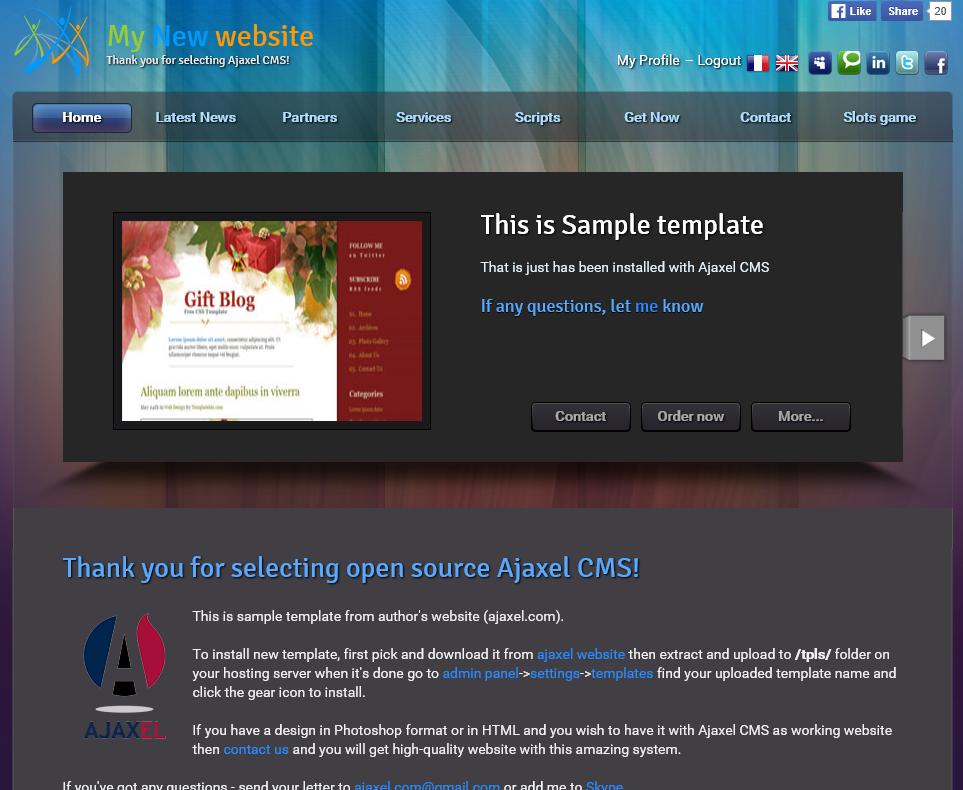 Like Share 20
My New website
Thank you for selecting Ajaxel CMS!
My Profile – Logout
Home Latest News Partners Services Scripts Get Now Contact Slots game
This is Sample template
That is just has been installed with Ajaxel CMS
If any questions, let me know
Gift Blog
Free CSS Template
Aliquam lorem ante dapibus in viverra
FOLLOW ME
on Twitter
SUBSCRIBE
RSS feeds
01. Home
02. Archives
03. Photo Gallery
04. About Us
05. Contact Us
Categories
Contact Order now More...
Thank you for selecting open source Ajaxel CMS!
AJAXEL
This is sample template from author's website (ajaxel.com).
To install new template, first pick and download it from ajaxel website then extract and upload to /tpls/ folder on
your hosting server when it's done go to admin panel->settings->templates find your uploaded template name and
click the gear icon to install.
If you have a design in Photoshop format or in HTML and you wish to have it with Ajaxel CMS as working website
then contact us and you will get high-quality website with this amazing system.
If you've got any questions - send your letter to ajaxel.com@gmail.com or add me to Skype